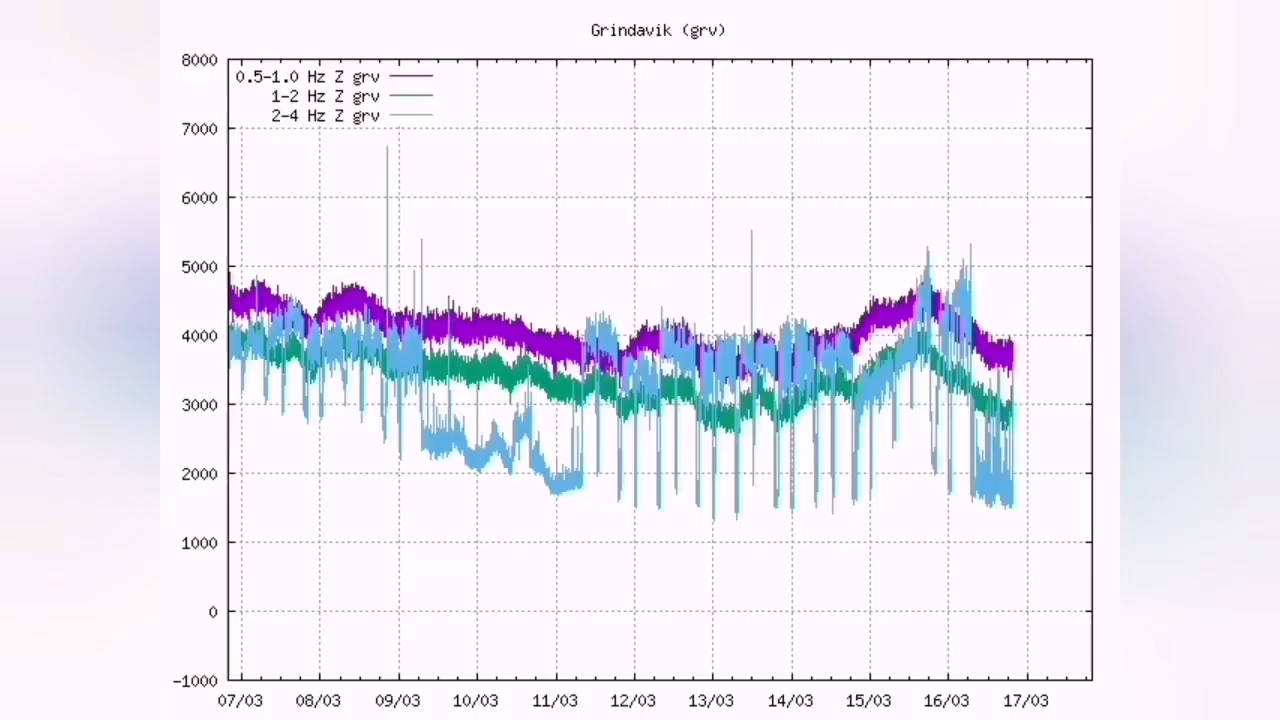 Grindavik (grv)
8000
0.5-1.0 Hz Z grv
1-2 Hz Z grv
2-4 Hz Z grv
7000
6000
5000
4000
3000
2000
1000
0
-1000
07/03 08/03 09/03 10/03 11/03 12/03 13/03 14/03 15/03 16/03 17/03